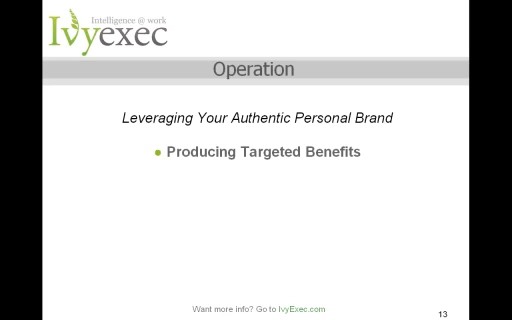 Intelligence @ work
Ivyexec
Operation
Leveraging Your Authentic Personal Brand
Producing Targeted Benefits
Want more info? Go to IvyExec.com
13